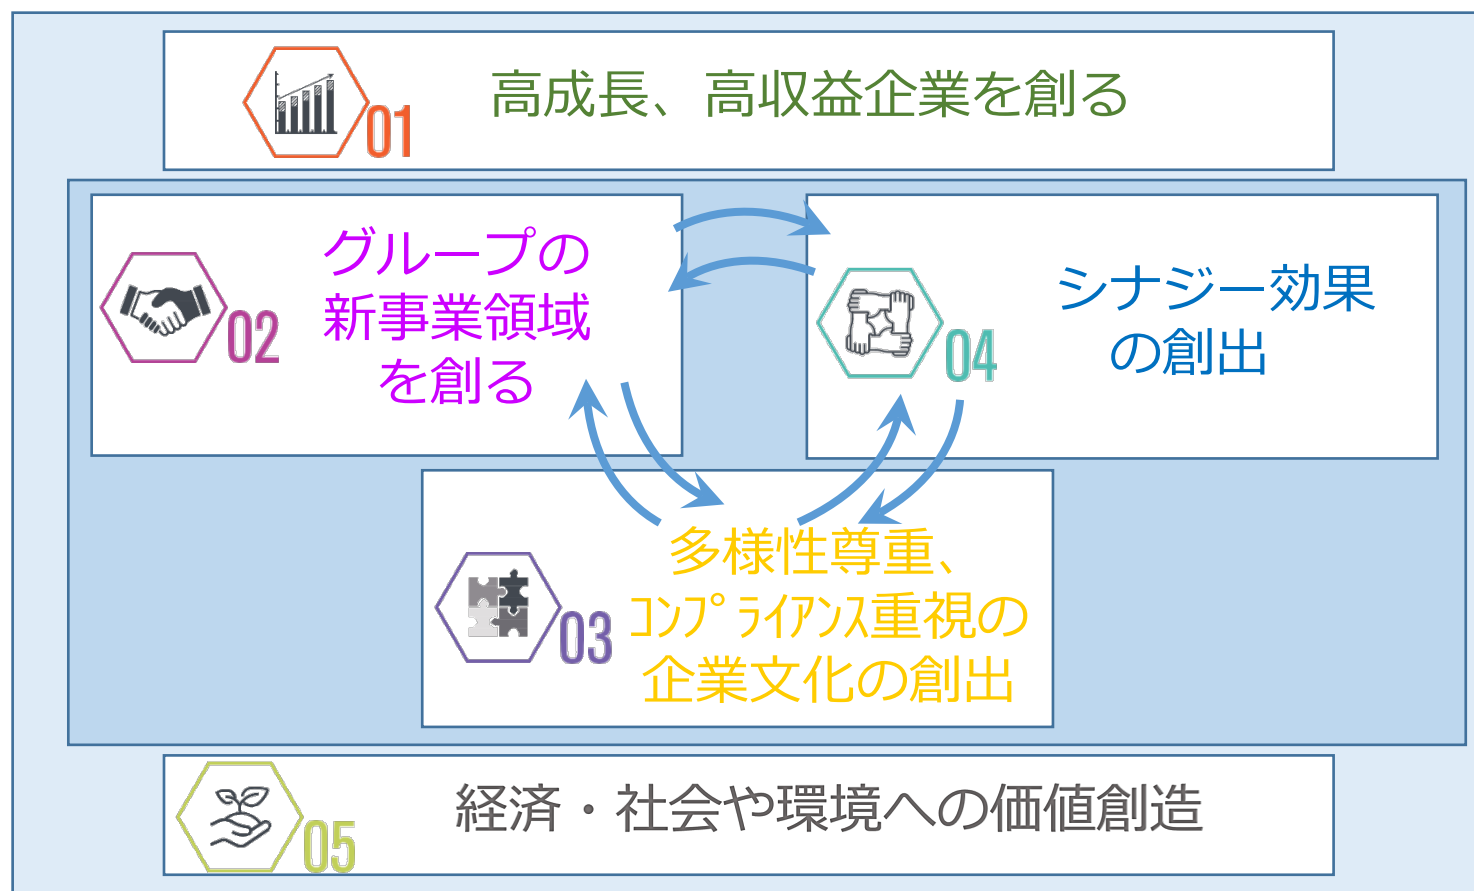 01
高成長、高収益企業を創る
02
グループの
新事業領域
を創る
04
シナジー効果
の創出
03
多様性尊重、
ｺﾝﾌﾟﾗｲｱﾝｽ重視の
企業文化の創出
05
経済・社会や環境への価値創造